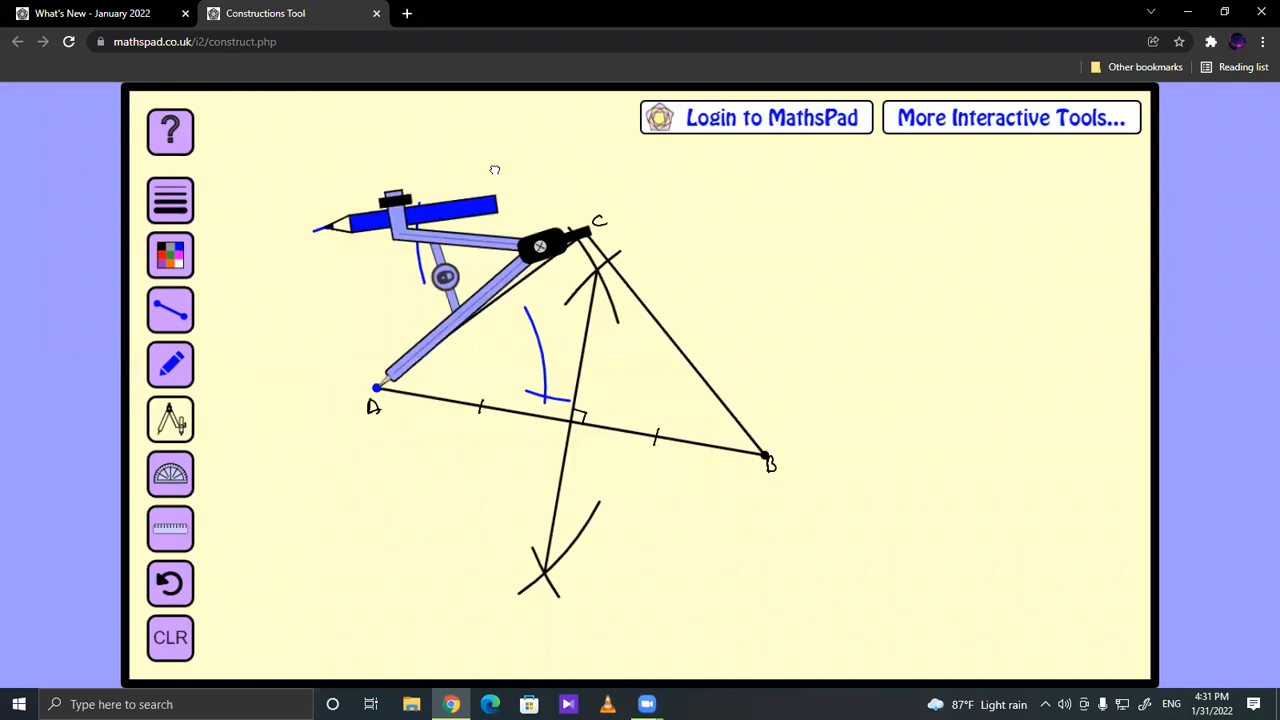 What's New - January 2022
Constructions Tool
mathspad.co.uk/i2/construct.php
Other bookmarks
Reading list
?
Login to MathsPad
More Interactive Tools...
C
A
B
CLR
Type here to search
87°F Light rain
ENG
4:31 PM
1/31/2022